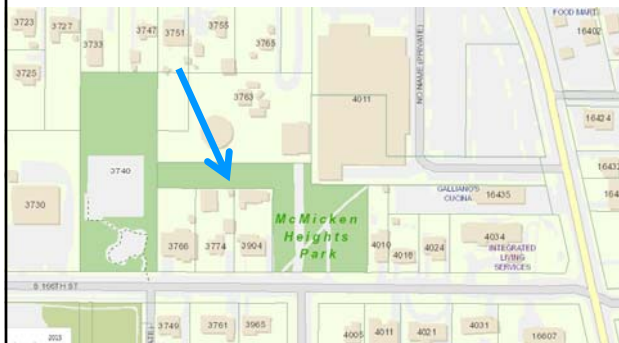 3723
3727
3733
3747
3751
3755
3765
FOOD MART
16402
3725
3763
4011
NO NAME (PRIVATE)
16424
3740
3730
GALLIANO'S
CUCINA
16435
McMicken
Heights
Park
3766
3774
3904
4010
4018
4024
4034
INTEGRATED
LIVING
SERVICES
S 166TH ST
2013
3749
3761
3965
4005
4011
4021
4031
16607